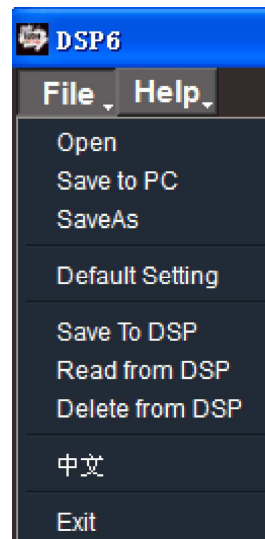 DSP6
File Help
Open
Save to PC
SaveAs
Default Setting
Save To DSP
Read from DSP
Delete from DSP
中文
Exit